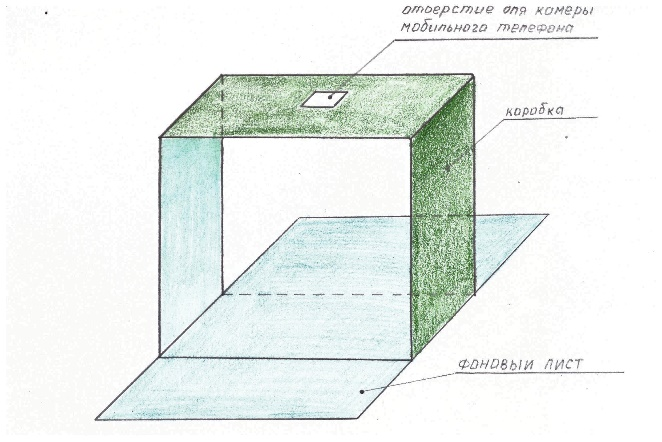 отверстие для камеры
мобильного телефона
коробка
фоновый лист